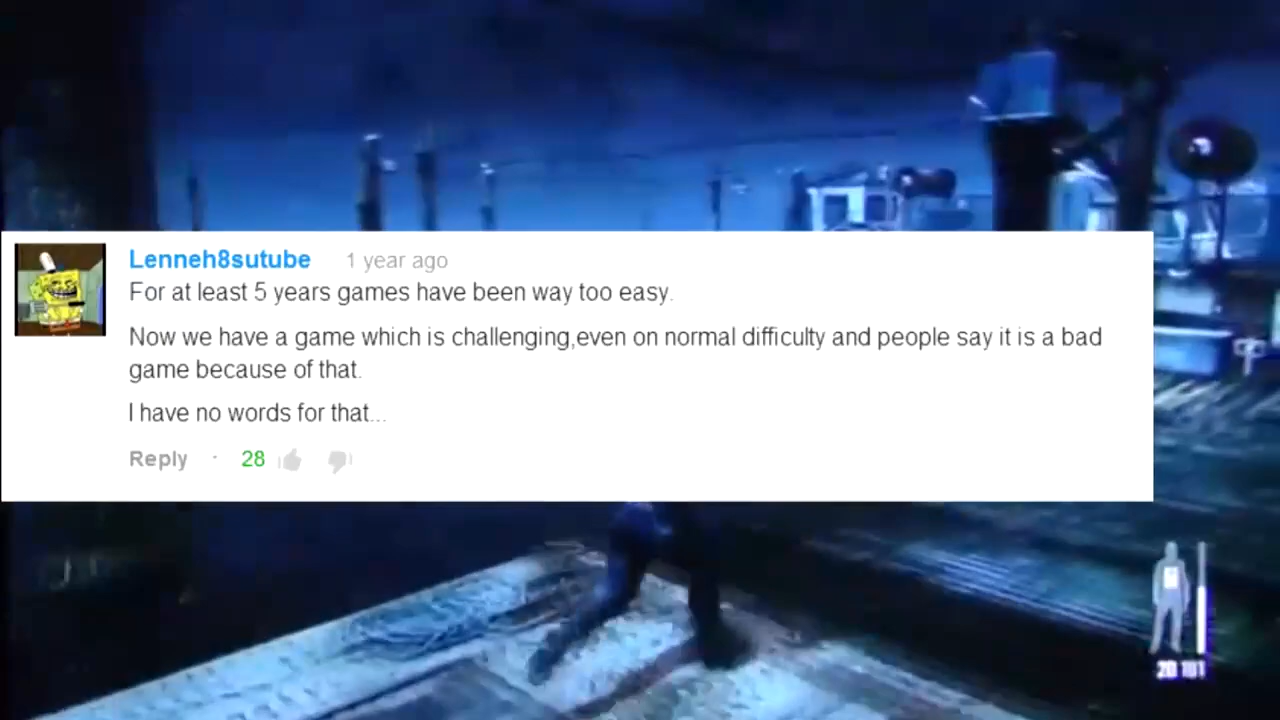 Lenneh8sutube 1 year ago
For at least 5 years games have been way too easy.
Now we have a game which is challenging,even on normal difficulty and people say it is a bad
game because of that.
I have no words for that...
Reply · 28